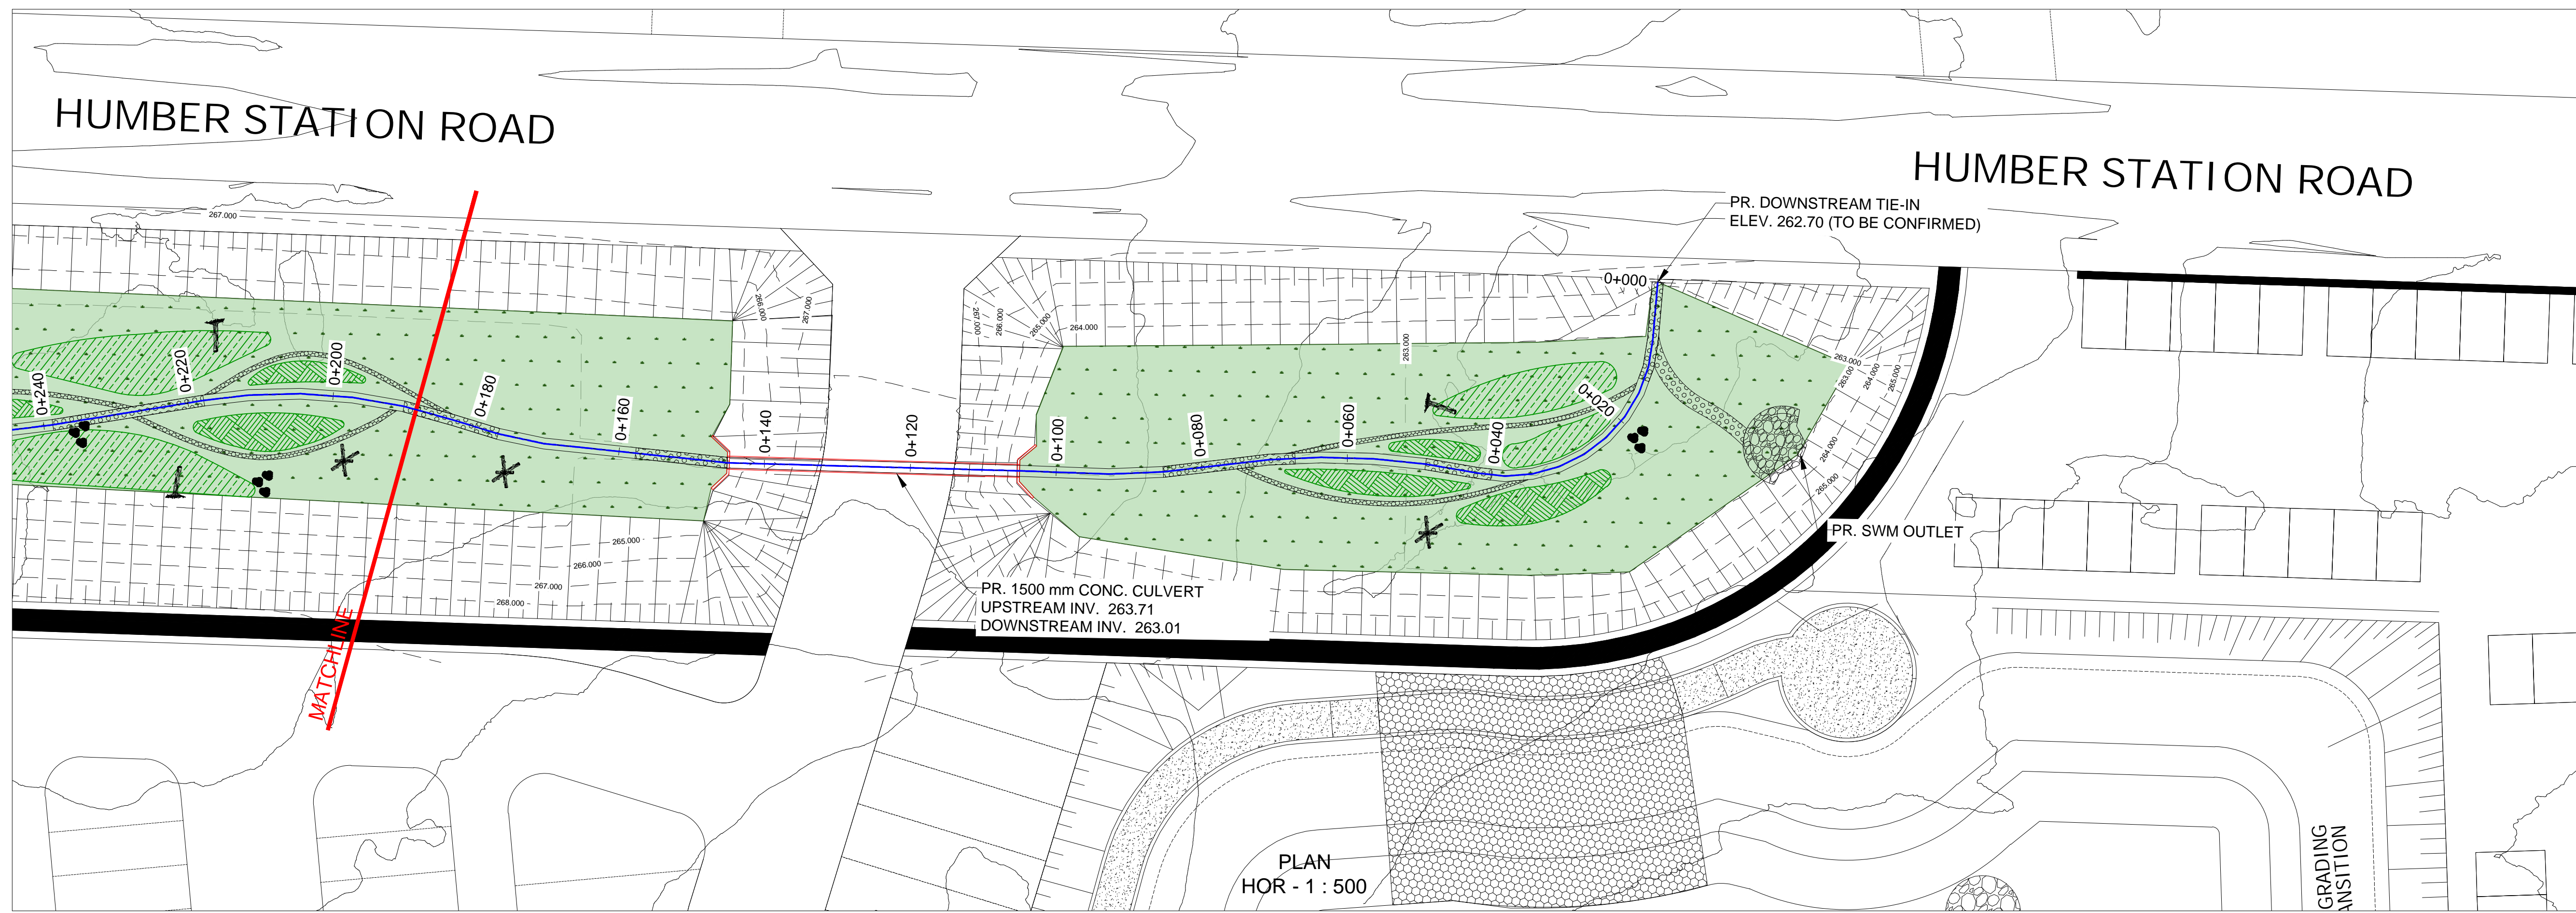 HUMBER STATION ROAD
HUMBER STATION ROAD
PR. DOWNSTREAM TIE-IN
ELEV. 262.70 (TO BE CONFIRMED)
267.000
0+000
266.000
267.000
267.000
266.000
265.000
264.000
263.000
263.000
263.00
264.000
265.000
0+240
0+220
0+200
0+180
0+160
0+140
0+120
0+100
0+080
0+060
0+040
0+020
264.000
265.000
PR. SWM OUTLET
265.000
266.000
267.000
268.000
PR. 1500 mm CONC. CULVERT
UPSTREAM INV. 263.71
DOWNSTREAM INV. 263.01
MATCHLINE
PLAN
HOR - 1 : 500
GRADING
ANSITION